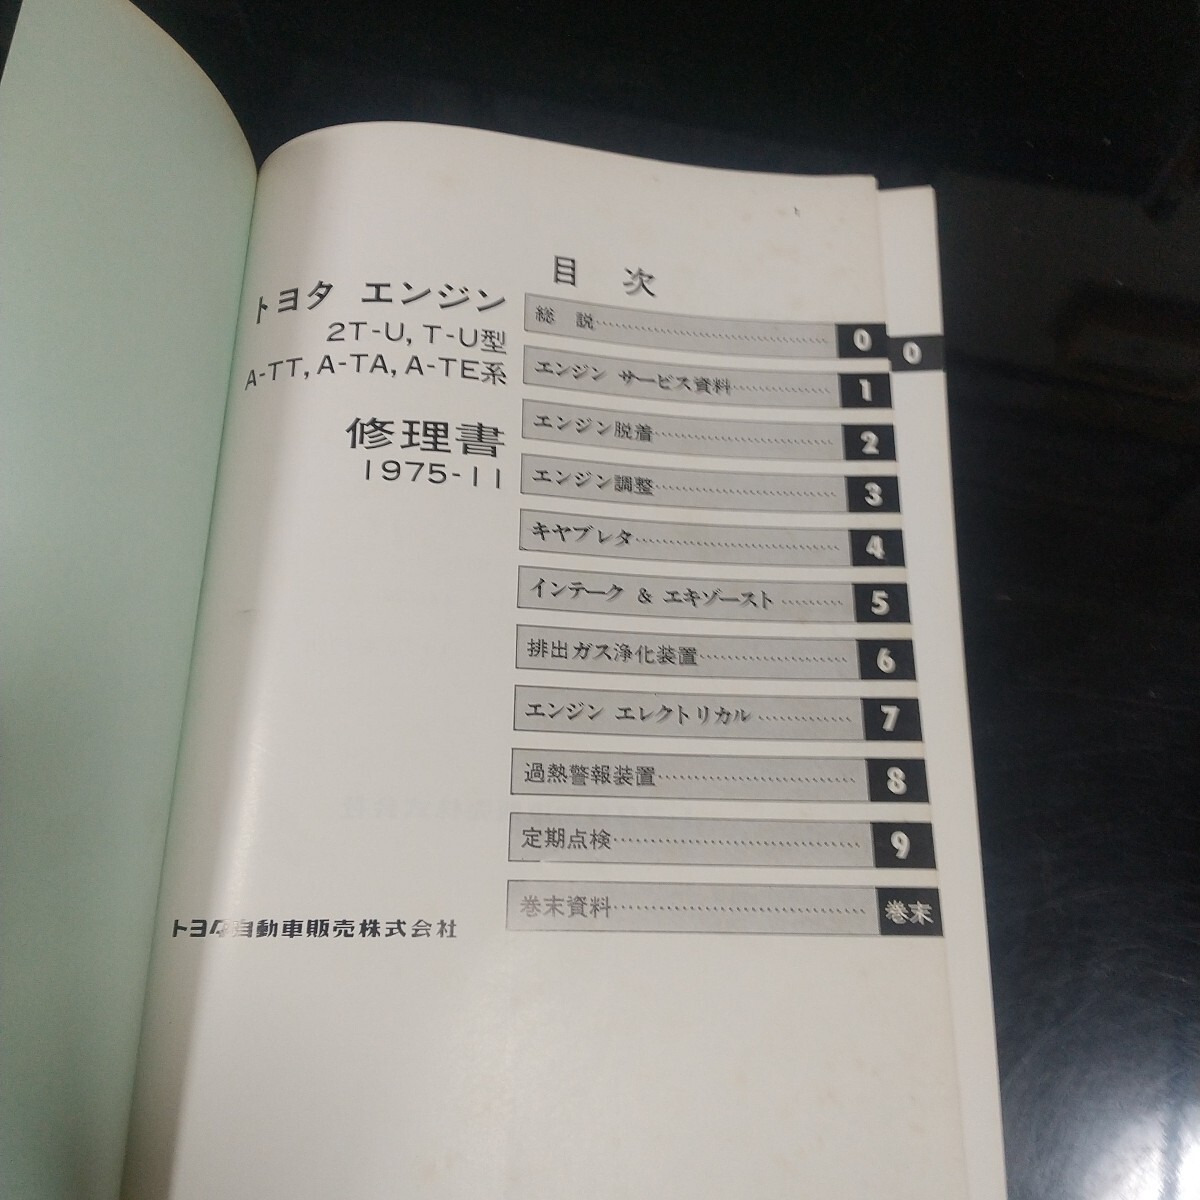 トヨタ エンジン
2T-U, T-U型
A-TT, A-TA, A-TE系
修理書
1975-11
トヨタ自動車販売株式会社
目 次
総 説 0
エンジン サービス資料 1
エンジン脱着 2
エンジン調整 3
キヤブレタ 4
インテーク & エキゾースト 5
排出ガス浄化装置 6
エンジン エレクトリカル 7
過熱警報装置 8
定期点検 9
巻末資料 巻末
0